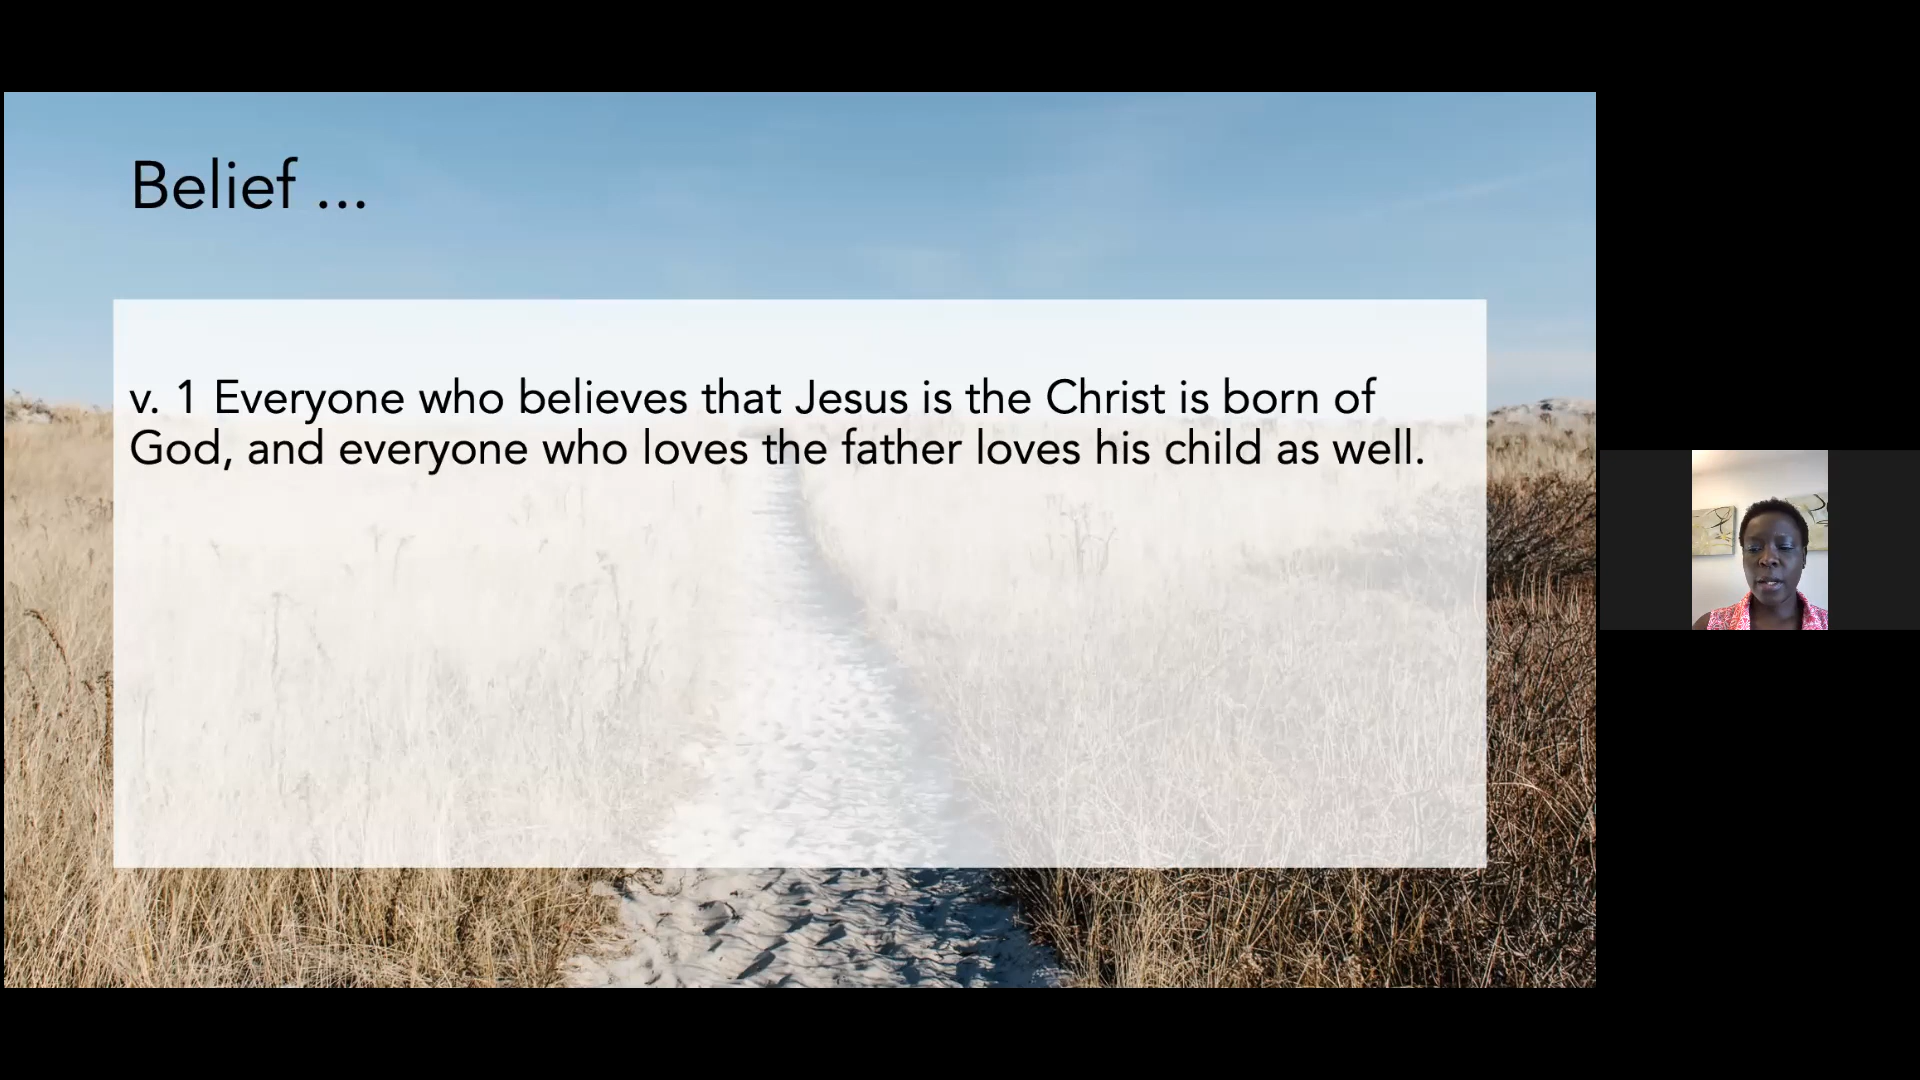 Belief ...
v. 1 Everyone who believes that Jesus is the Christ is born of
God, and everyone who loves the father loves his child as well.